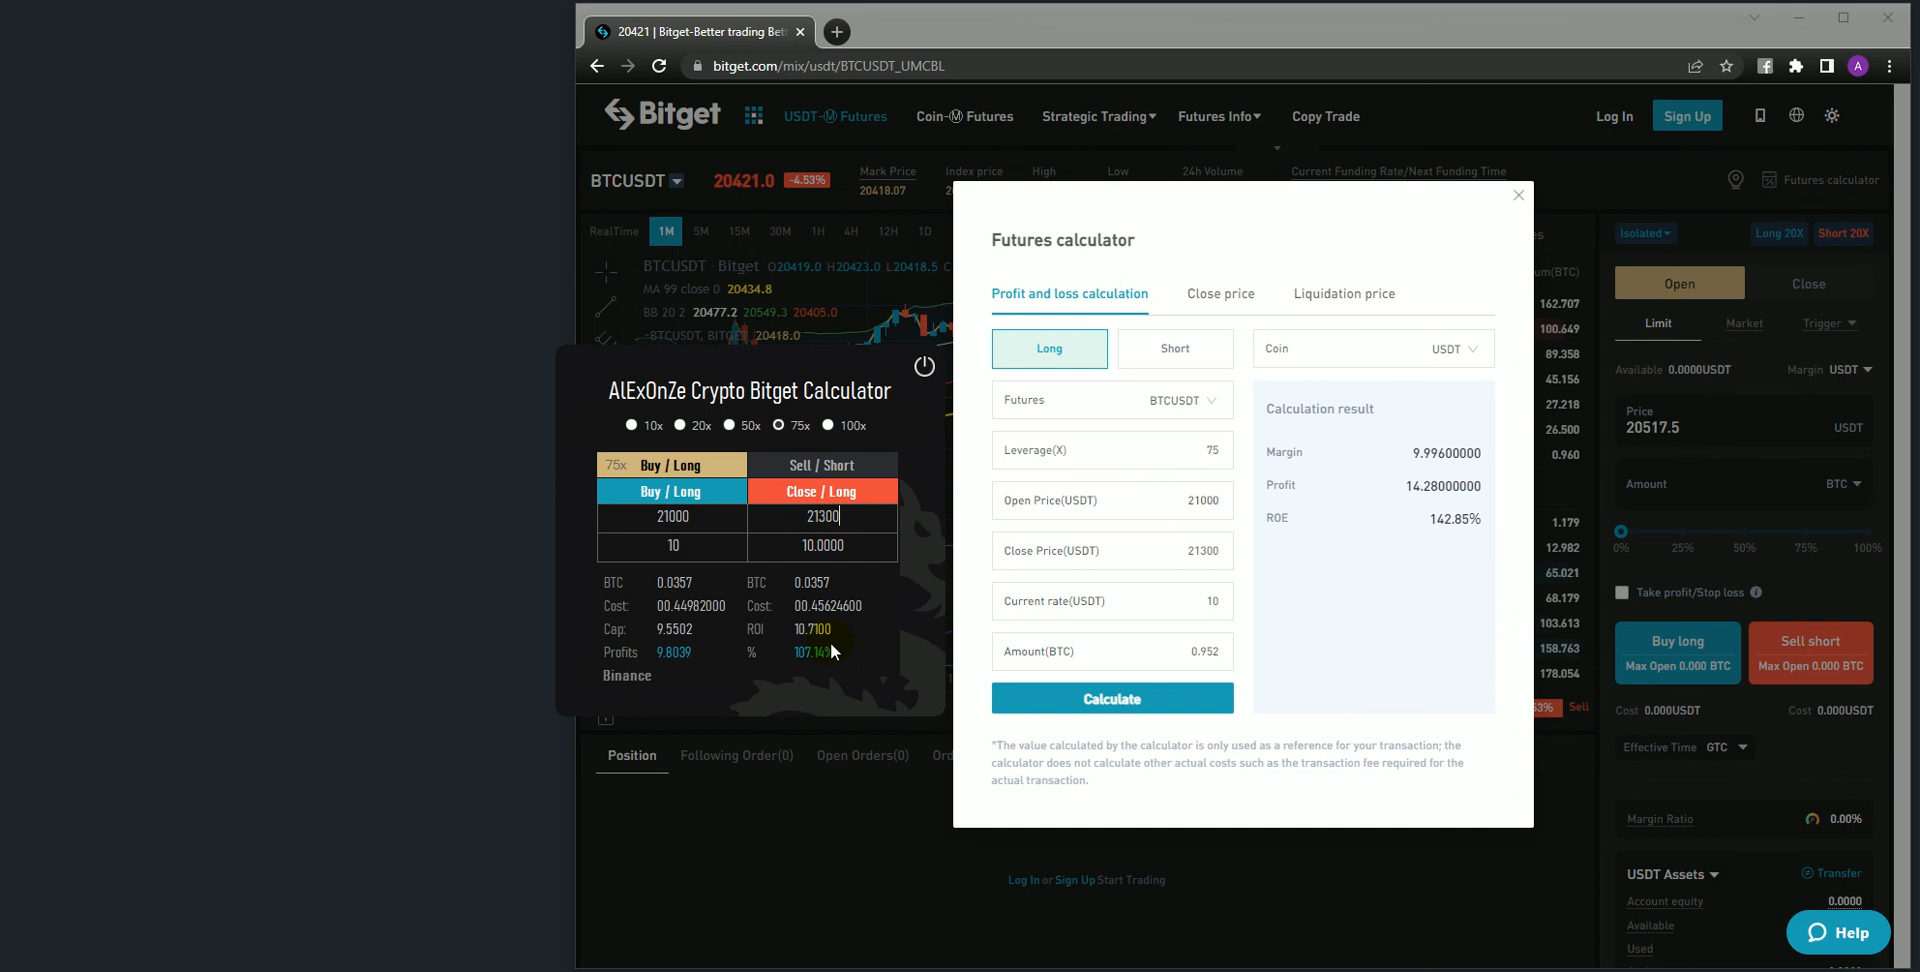 20421 | Bitget-Better trading Bett
bitget.com/mix/usdt/BTCUSDT_UMCBL
A
Bitget
USDT-Ⓜ Futures
Coin-Ⓜ Futures
Strategic Trading
Futures Info
Copy Trade
Log In
Sign Up
BTCUSDT
20421.0
-4.53%
Mark Price
20418.07
Index price
High
Low
24h Volume
Current Funding Rate/Next Funding Time
Futures calculator
RealTime 1M 5M 15M 30M 1H 4H 12H 1D
BTCUSDT · Bitget O20419.0 H20423.0 L20418.5 C
MA 99 close 0 20434.8
BB 20 2 20477.2 20549.3 20405.0
-BTCUSDT, BITGET 20418.0
AlExOnZe Crypto Bitget Calculator
10x 20x 50x 75x 100x
75x Buy / Long Sell / Short
Buy / Long Close / Long
21000 21300
10 10.0000
BTC 0.0357 BTC 0.0357
Cost: 00.44982000 Cost: 00.45624600
Cap: 9.5502 ROI 10.7100
Profits 9.8039 % 107.14%
Binance
Futures calculator
Profit and loss calculation
Close price
Liquidation price
Long
Short
Coin USDT
Futures BTCUSDT
Leverage(X) 75
Open Price(USDT) 21000
Close Price(USDT) 21300
Current rate(USDT) 10
Amount(BTC) 0.952
Calculate
Calculation result
Margin 9.99600000
Profit 14.28000000
ROE 142.85%
*The value calculated by the calculator is only used as a reference for your transaction; the
calculator does not calculate other actual costs such as the transaction fee required for the
actual transaction.
es
um(BTC)
162.707
100.649
89.358
45.156
27.218
26.500
0.960
1.179
12.982
65.021
68.179
103.613
158.763
178.054
53% Sell
Isolated
Long 20X
Short 20X
Open
Close
Limit
Market
Trigger
Available 0.0000USDT
Margin USDT
Price
20517.5 USDT
Amount BTC
0% 25% 50% 75% 100%
Take profit/Stop loss
Buy long
Max Open 0.000 BTC
Sell short
Max Open 0.000 BTC
Cost 0.000USDT
Cost 0.000USDT
Effective Time GTC
Margin Ratio 0.00%
USDT Assets
Transfer
Account equity 0.0000
Available
Used
Help
Position
Following Order(0)
Open Orders(0)
Ord
Log In or Sign Up Start Trading